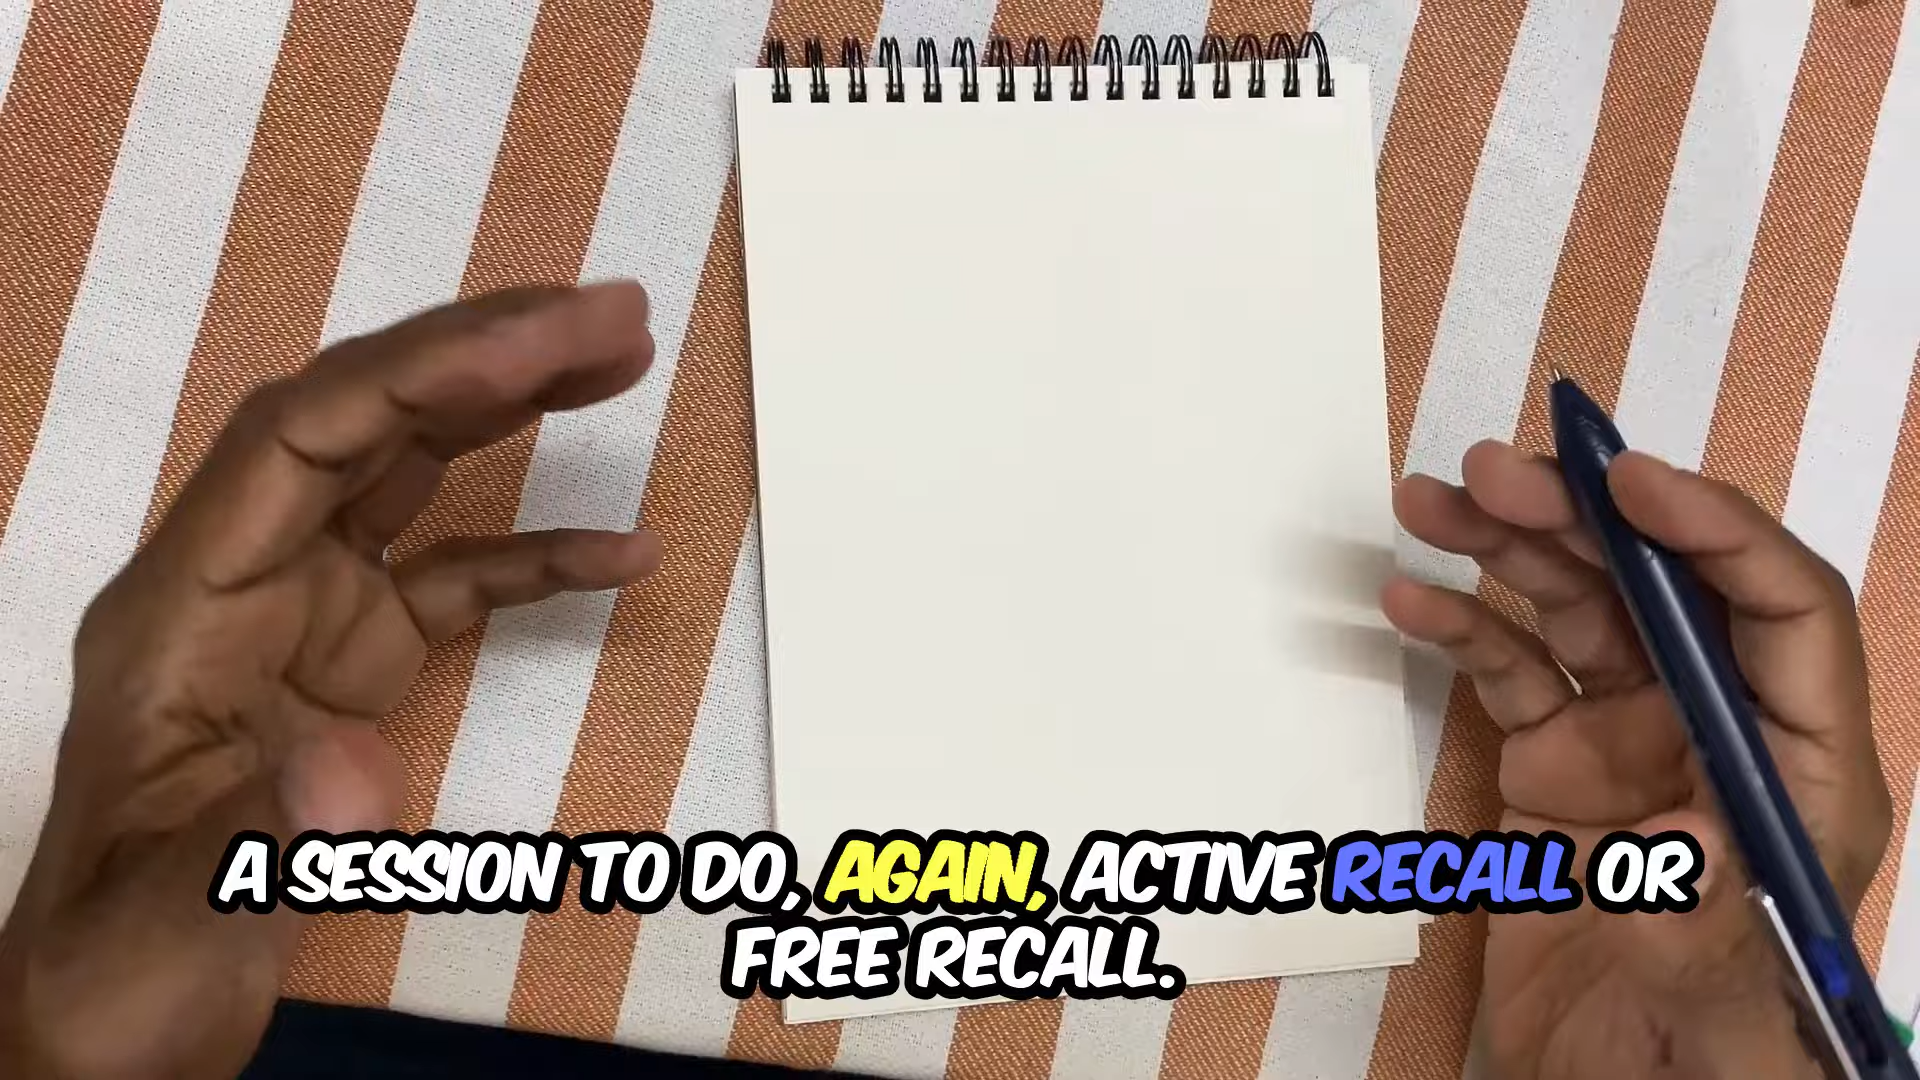 A SESSION TO DO, AGAIN, ACTIVE RECALL OR
FREE RECALL.